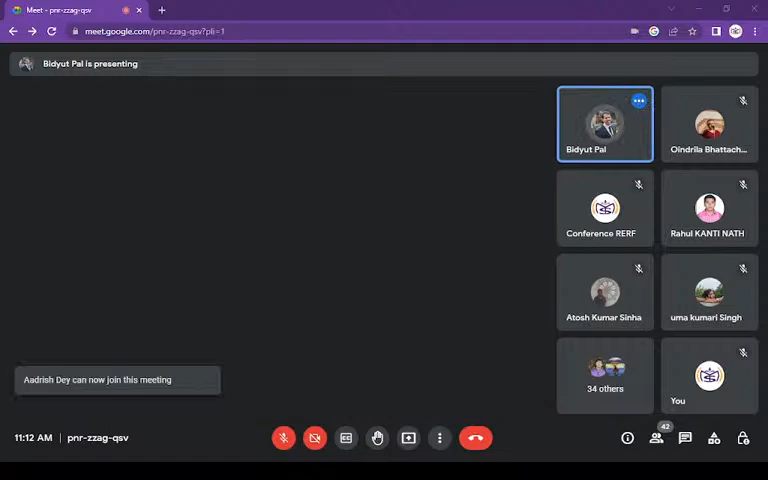 Meet - pnr-zzag-qsv
meet.google.com/pnr-zzag-qsv?pli=1
Bidyut Pal is presenting
Bidyut Pal
Oindrila Bhattach...
Conference RERF
Rahul KANTI NATH
Atosh Kumar Sinha
uma kumari Singh
34 others
You
Aadrish Dey can now join this meeting
11:12 AM | pnr-zzag-qsv
42